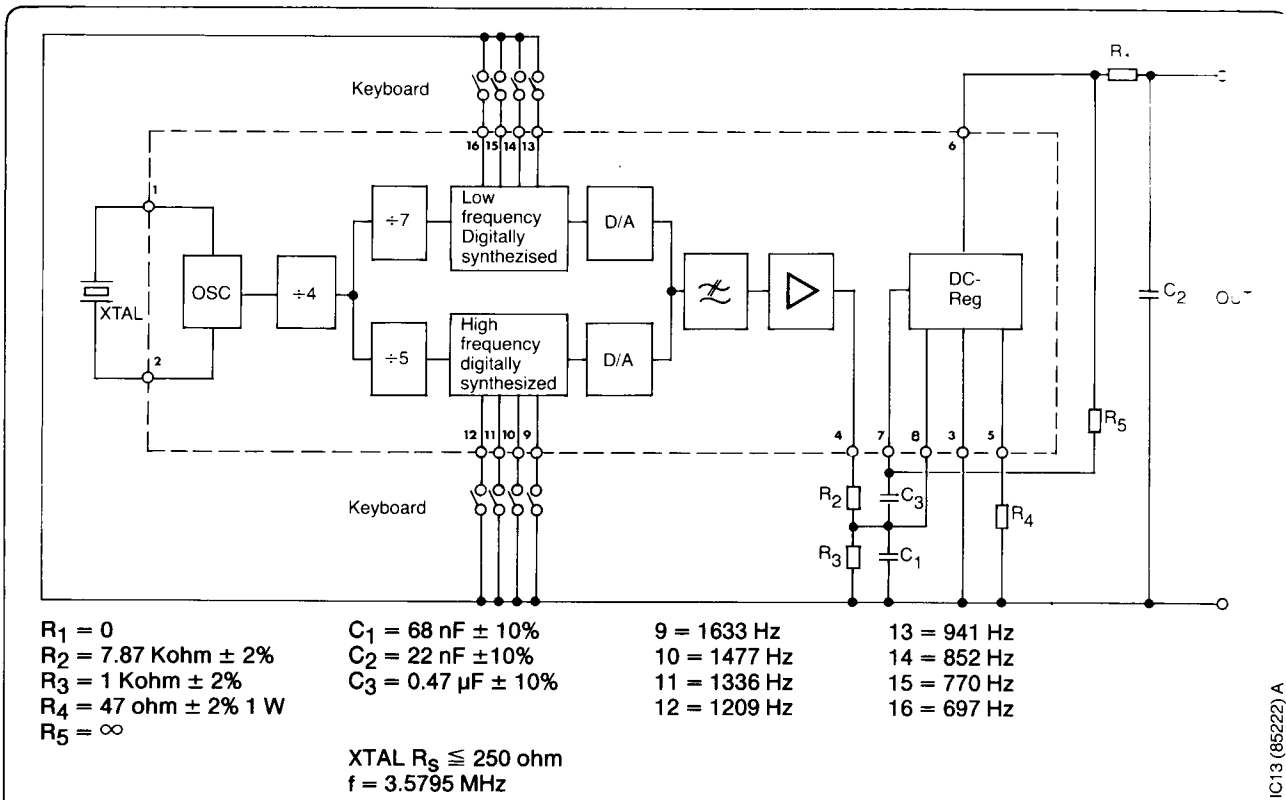 R.
Keyboard
16 15 14 13
6
1
÷7
Low
frequency
Digitally
synthezised
D/A
OSC
÷4
XTAL
DC-
Reg
C2
2
÷5
High
frequency
digitally
synthesized
D/A
R5
12 11 10 9
4 7 8 3 5
Keyboard
R2
C3
R4
R3
C1
R1 = 0
R2 = 7.87 Kohm ± 2%
R3 = 1 Kohm ± 2%
R4 = 47 ohm ± 2% 1 W
R5 = ∞
C1 = 68 nF ± 10%
C2 = 22 nF ±10%
C3 = 0.47 µF ± 10%
XTAL RS ≦ 250 ohm
f = 3.5795 MHz
9 = 1633 Hz
10 = 1477 Hz
11 = 1336 Hz
12 = 1209 Hz
13 = 941 Hz
14 = 852 Hz
15 = 770 Hz
16 = 697 Hz
IC13 (85222) A